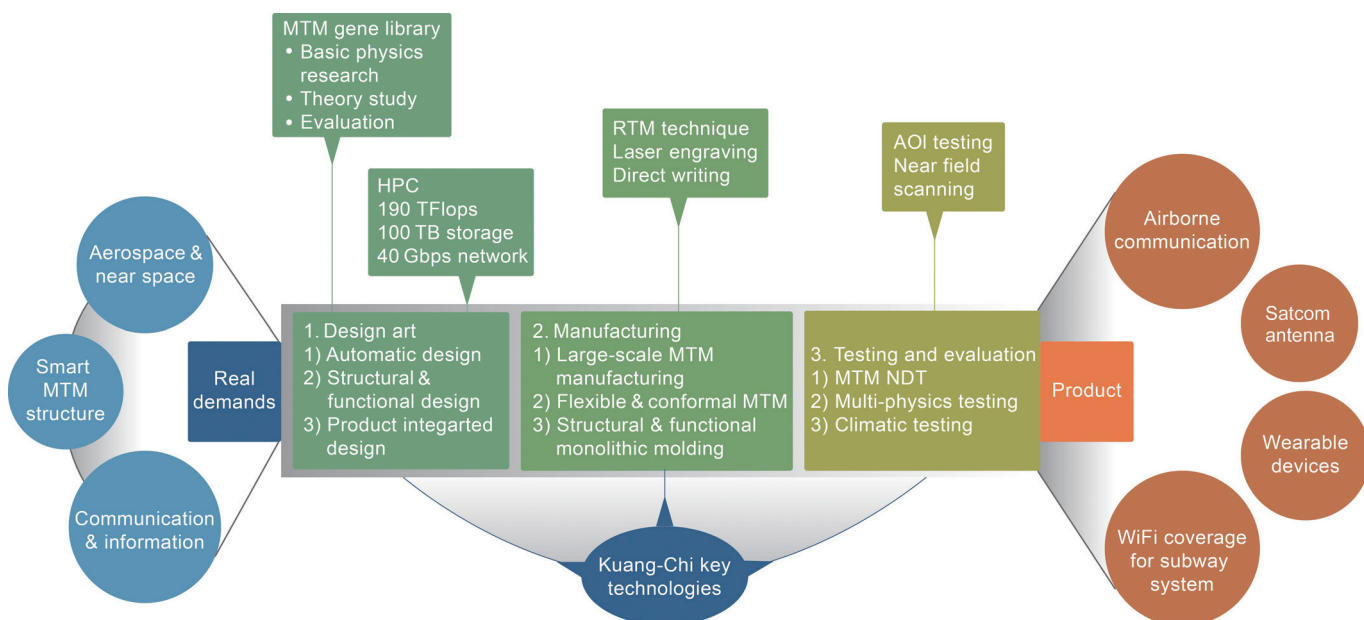 MTM gene library
• Basic physics
research
• Theory study
• Evaluation
HPC
190 TFlops
100 TB storage
40 Gbps network
RTM technique
Laser engraving
Direct writing
AOI testing
Near field
scanning
Aerospace &
near space
Smart
MTM
structure
Communication
& information
Real
demands
1. Design art
1) Automatic design
2) Structural &
functional design
3) Product integarted
design
2. Manufacturing
1) Large-scale MTM
manufacturing
2) Flexible & conformal MTM
3) Structural & functional
monolithic molding
3. Testing and evaluation
1) MTM NDT
2) Multi-physics testing
3) Climatic testing
Product
Airborne
communication
Satcom
antenna
Wearable
devices
WiFi coverage
for subway
system
Kuang-Chi key
technologies